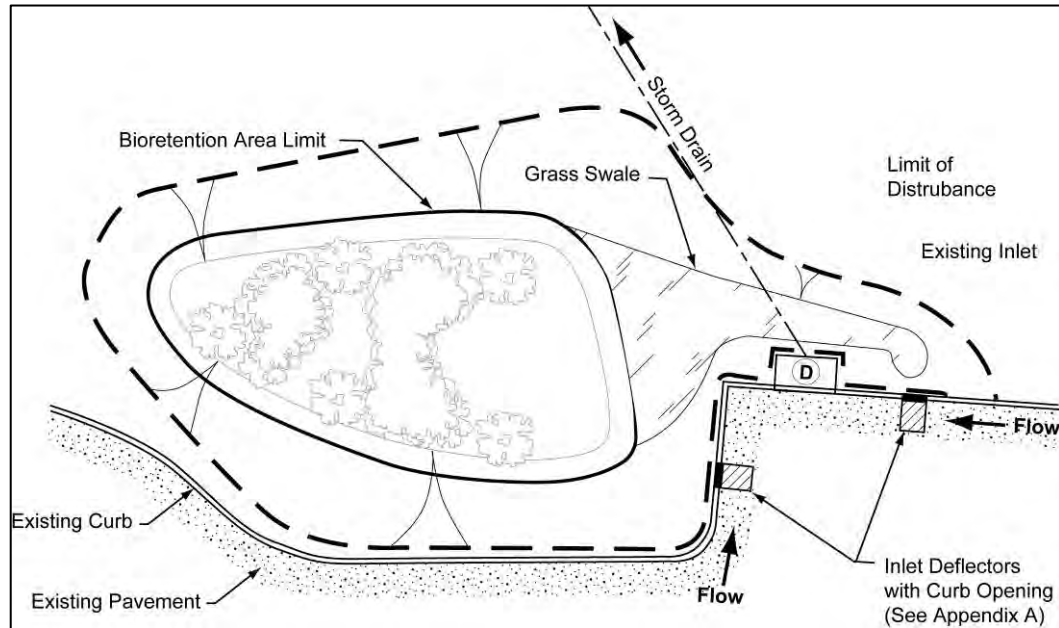 Storm Drain
Bioretention Area Limit
Grass Swale
Limit of
Distrubance
Existing Inlet
D
Flow
Existing Curb
Existing Pavement
Flow
Inlet Deflectors
with Curb Opening
(See Appendix A)